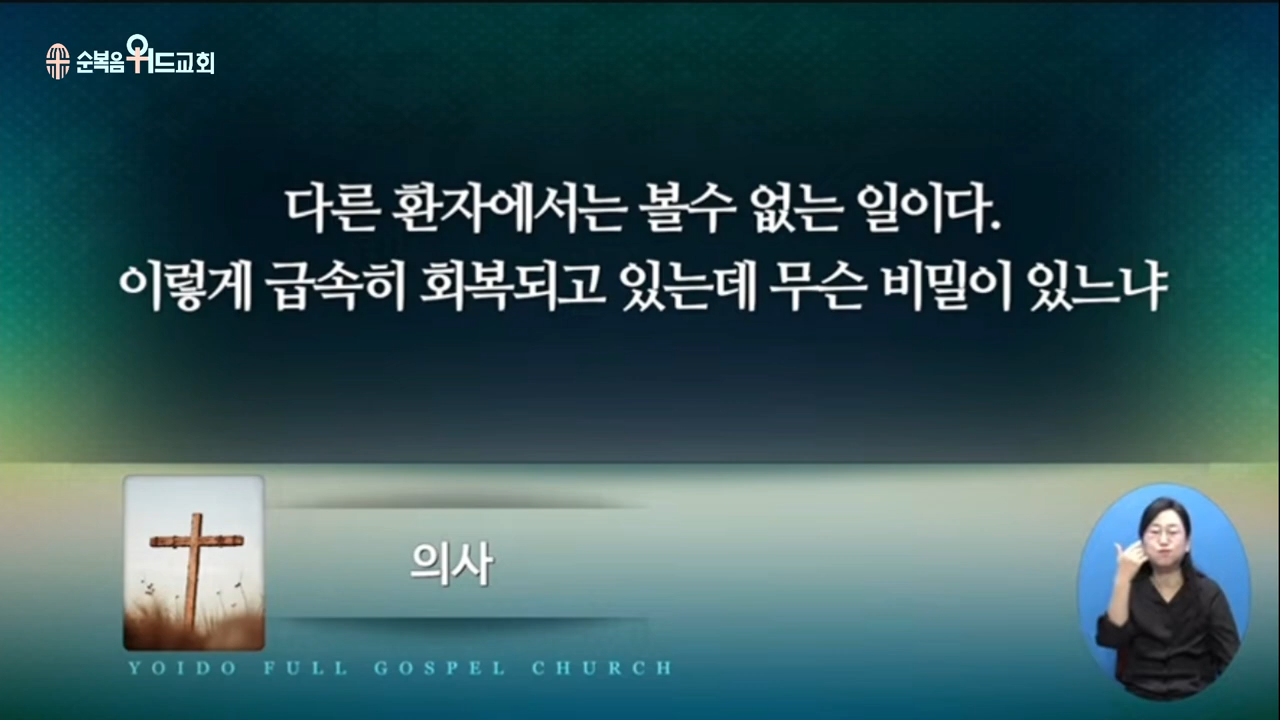 순복음위드교회
다른 환자에서는 볼수 없는 일이다.
이렇게 급속히 회복되고 있는데 무슨 비밀이 있느냐
의사
YOIDO FULL GOSPEL CHURCH